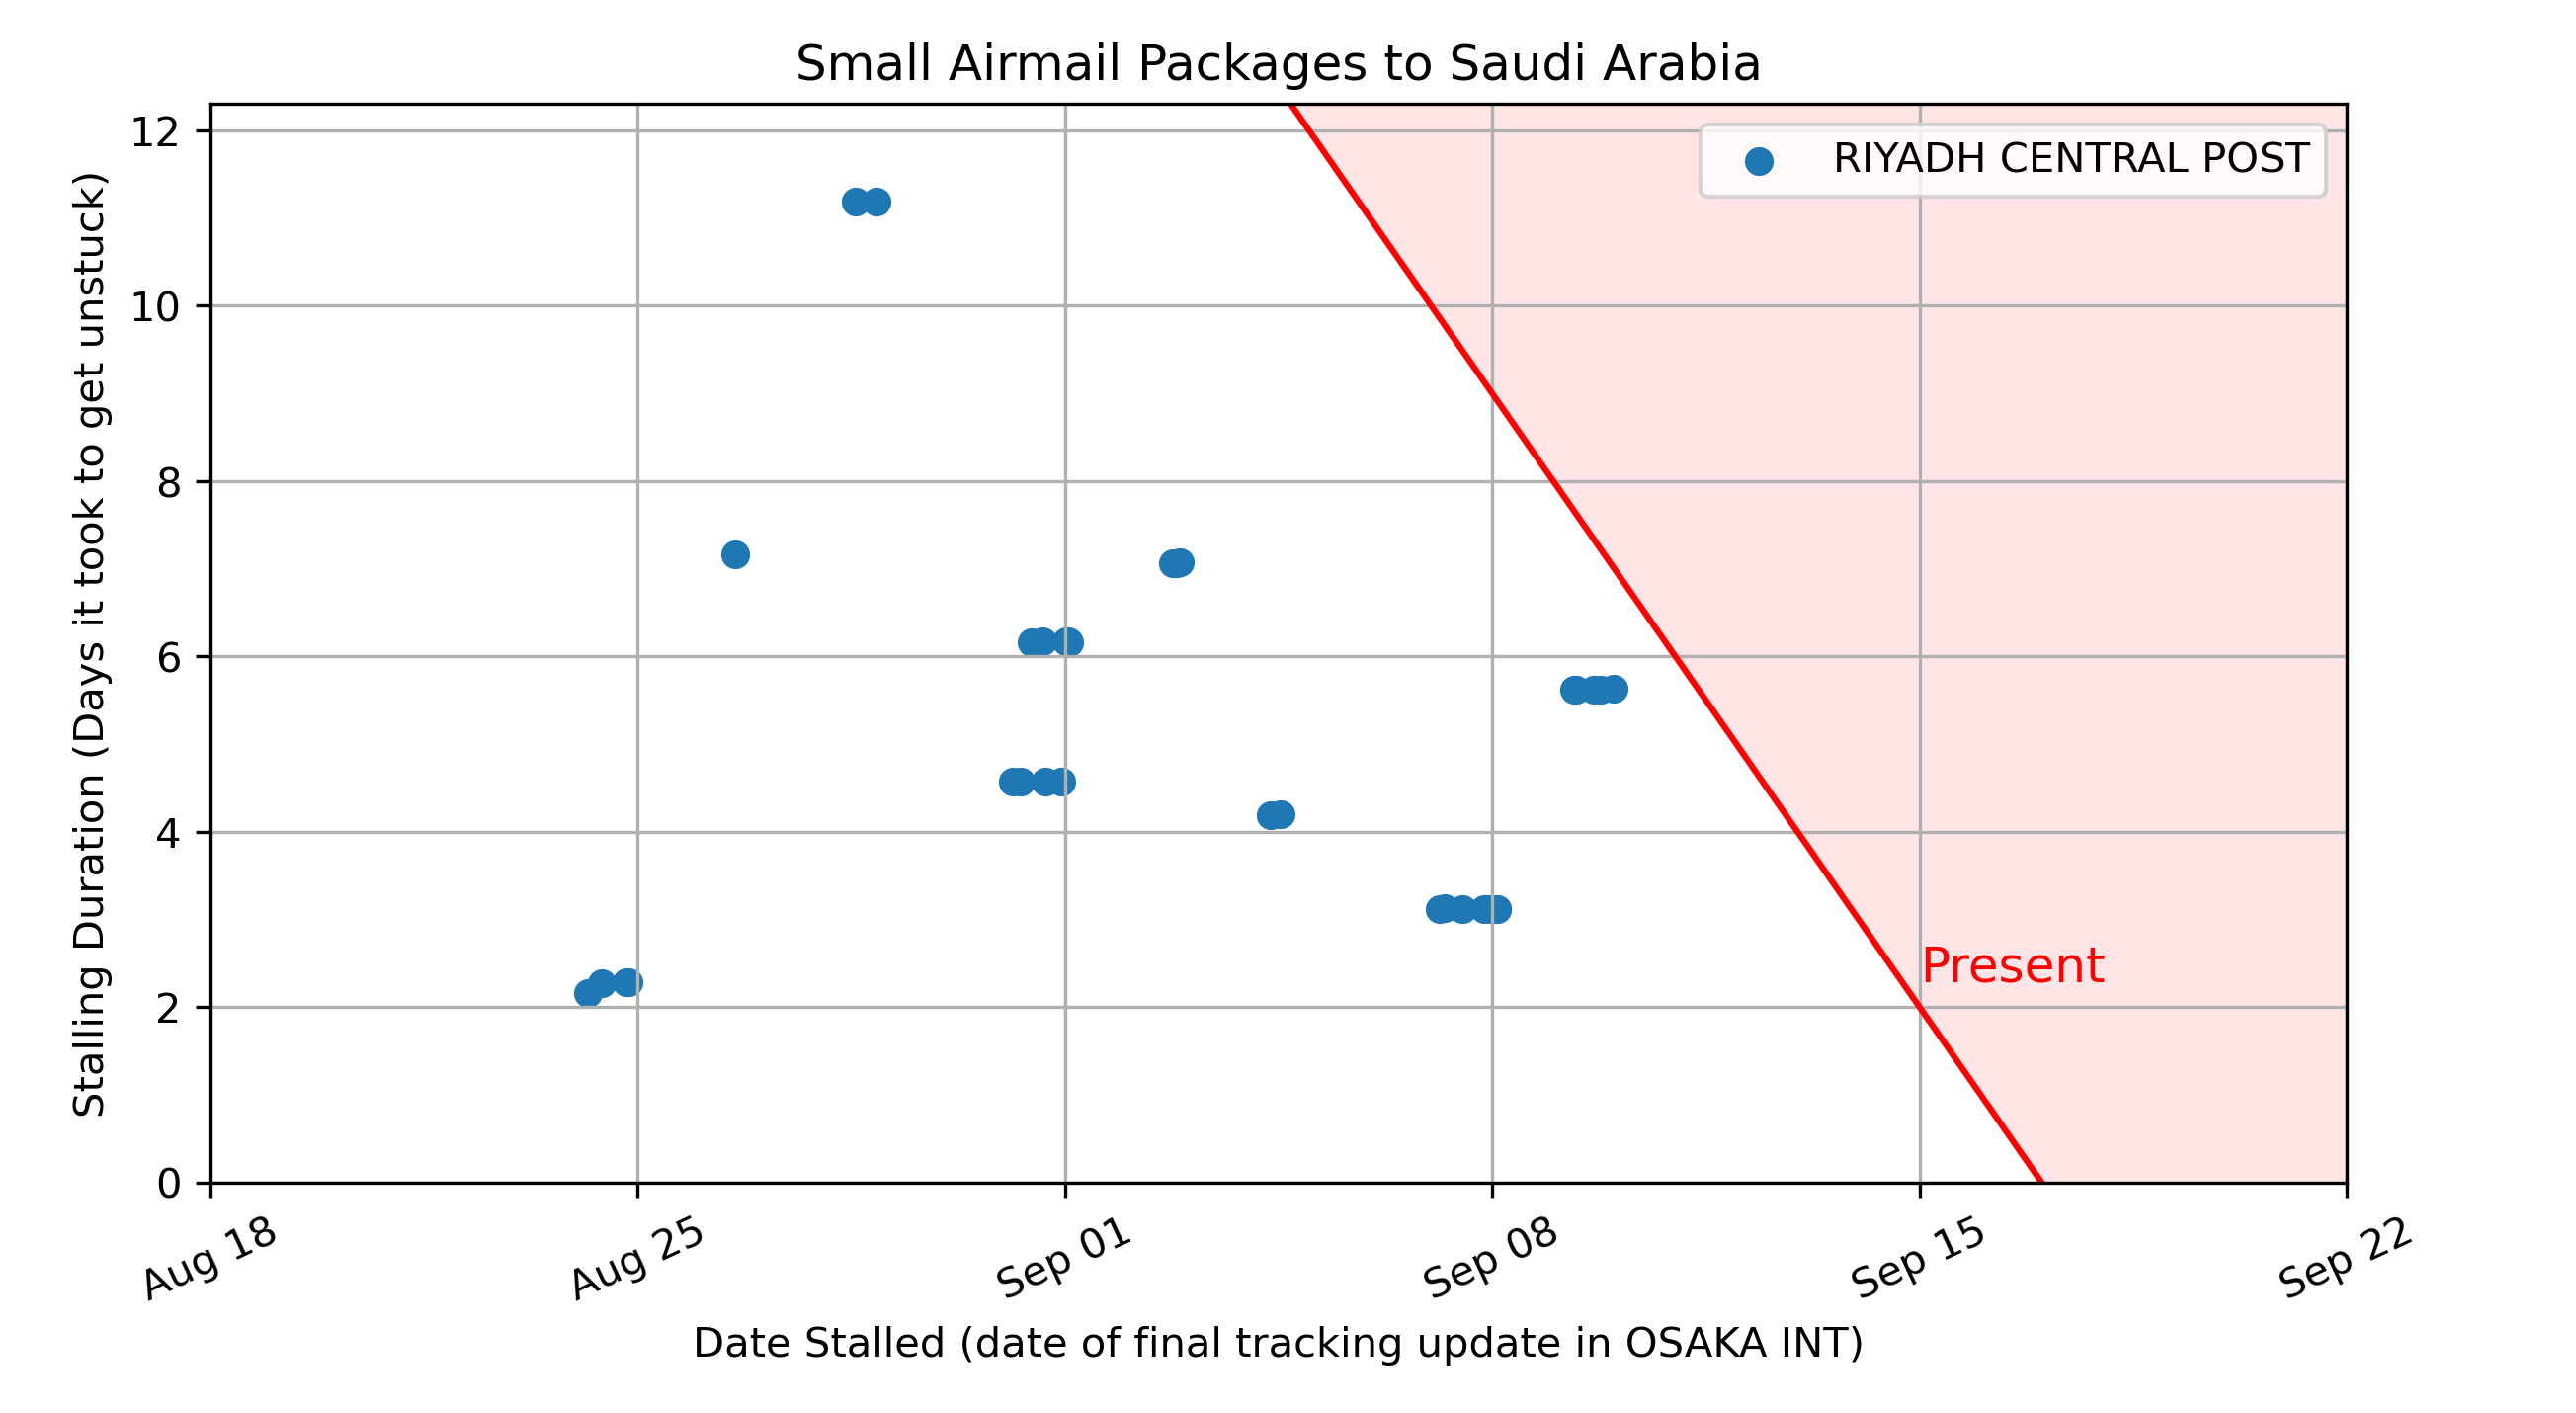 Small Airmail Packages to Saudi Arabia
RIYADH CENTRAL POST
Stalling Duration (Days it took to get unstuck)
12
10
8
6
4
2
0
Present
Aug 18
Aug 25
Sep 01
Sep 08
Sep 15
Sep 22
Date Stalled (date of final tracking update in OSAKA INT)